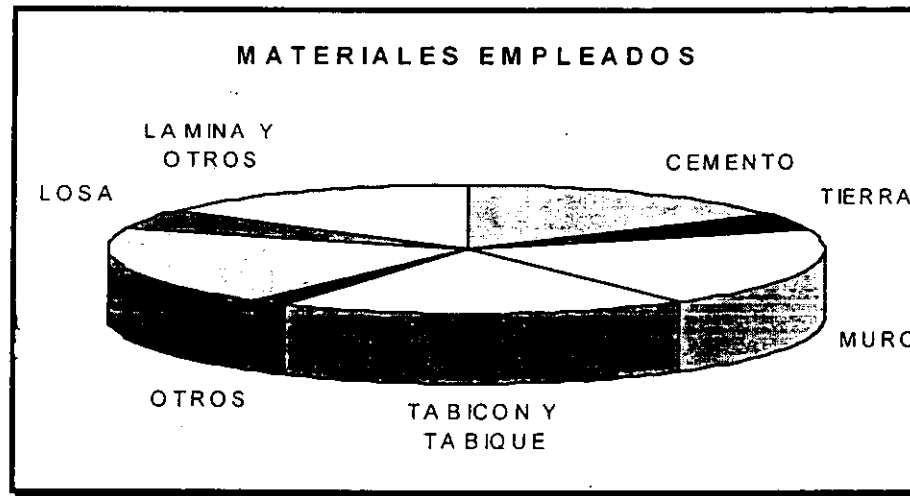 MATERIALES EMPLEADOS
LAMINA Y
OTROS
CEMENTO
LOSA
TIERRA
MURO
OTROS
TABICON Y
TABIQUE